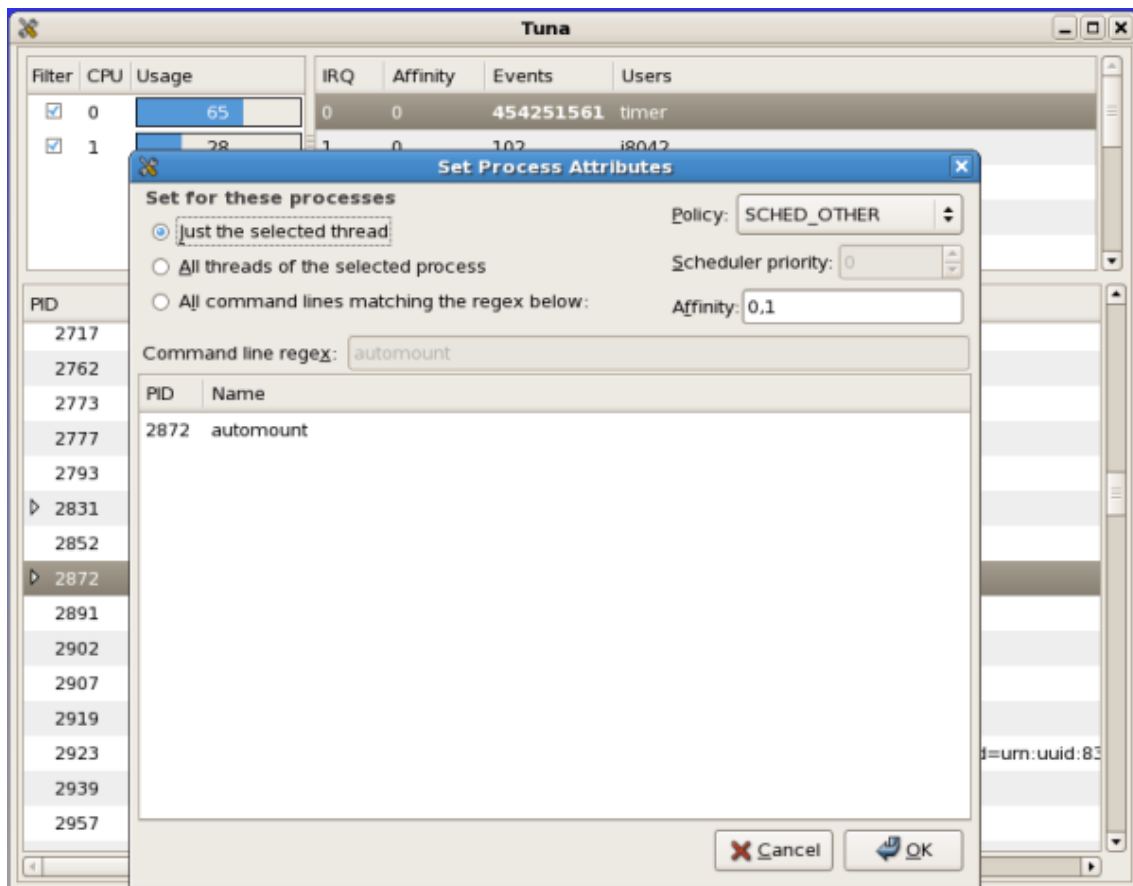 Tuna
Filter CPU Usage IRQ Affinity Events Users
0 65 0 0 454251561 timer
1 28 1 0 102 i8042
Set Process Attributes
Set for these processes
Policy: SCHED_OTHER
Just the selected thread
Scheduler priority: 0
All threads of the selected process
All command lines matching the regex below:
Affinity: 0,1
Command line regex: automount
PID Name
2872 automount
PID
2717
2762
2773
2777
2793
2831
2852
2872
2891
2902
2907
2919
2923 d=urn:uuid:83
2939
2957
Cancel OK